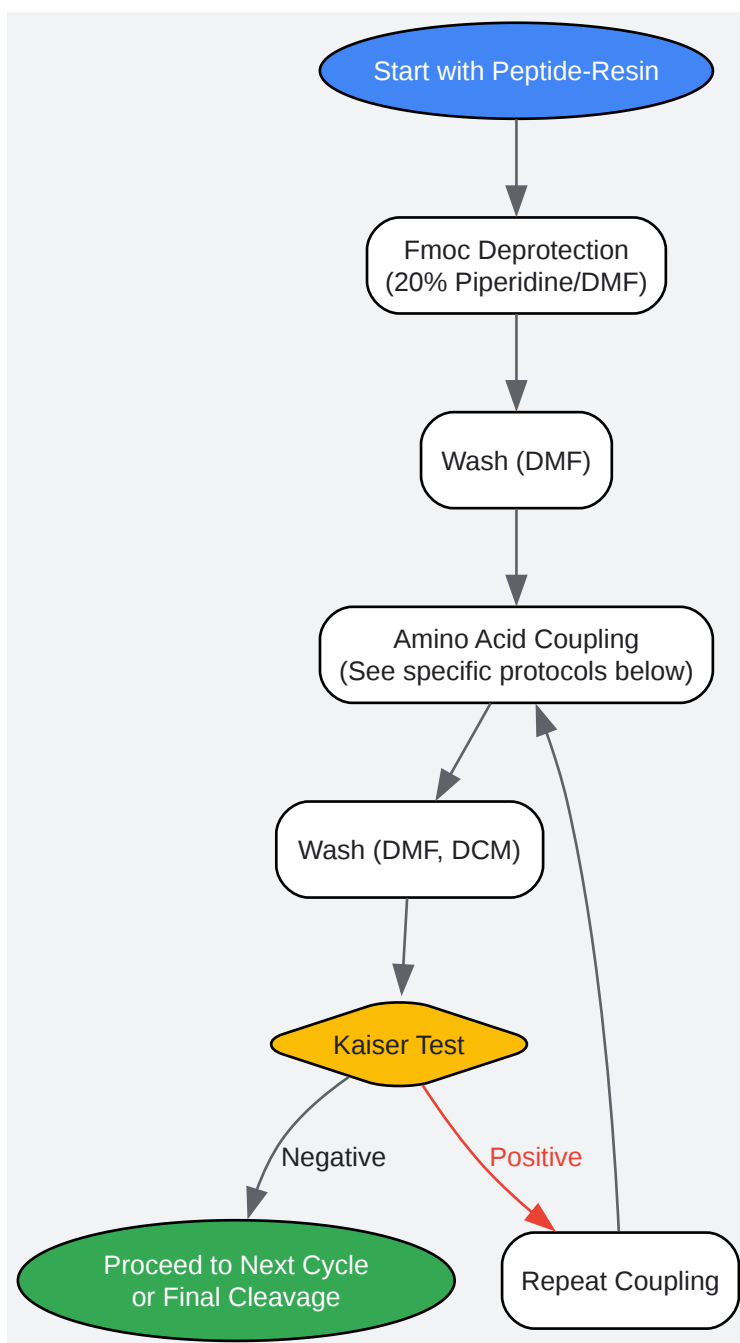 Start with Peptide-Resin
Fmoc Deprotection
(20% Piperidine/DMF)
Wash (DMF)
Amino Acid Coupling
(See specific protocols below)
Wash (DMF, DCM)
Kaiser Test
Negative
Positive
Proceed to Next Cycle
or Final Cleavage
Repeat Coupling